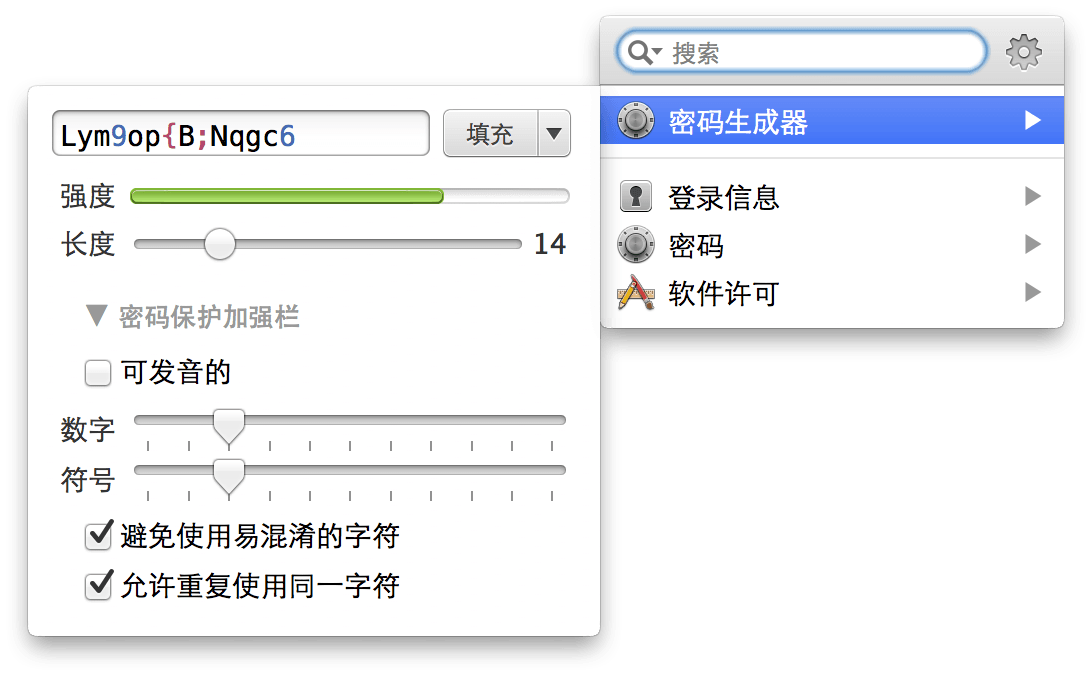 搜索
密码生成器
登录信息
密码
软件许可
Lym9op{B;Nqgc6
填充
强度
长度 14
密码保护加强栏
可发音的
数字
符号
避免使用易混淆的字符
允许重复使用同一字符